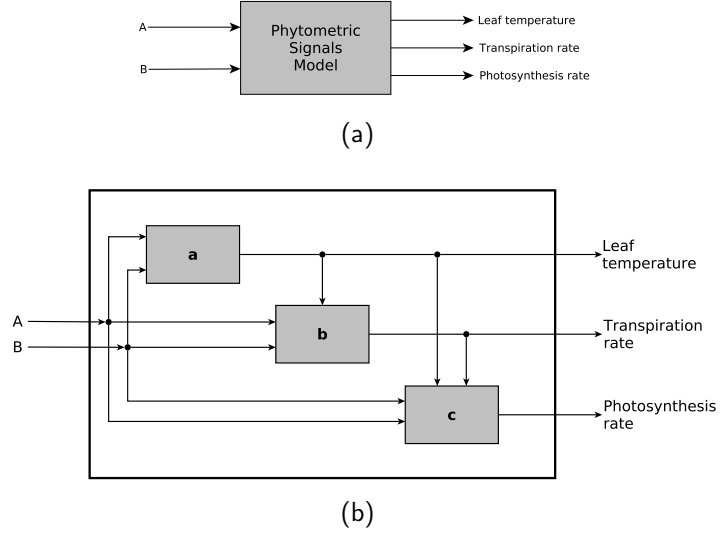 A
B
Phytometric
Signals
Model
Leaf temperature
Transpiration rate
Photosynthesis rate
(a)
a
Leaf
temperature
A
B
b
Transpiration
rate
c
Photosynthesis
rate
(b)